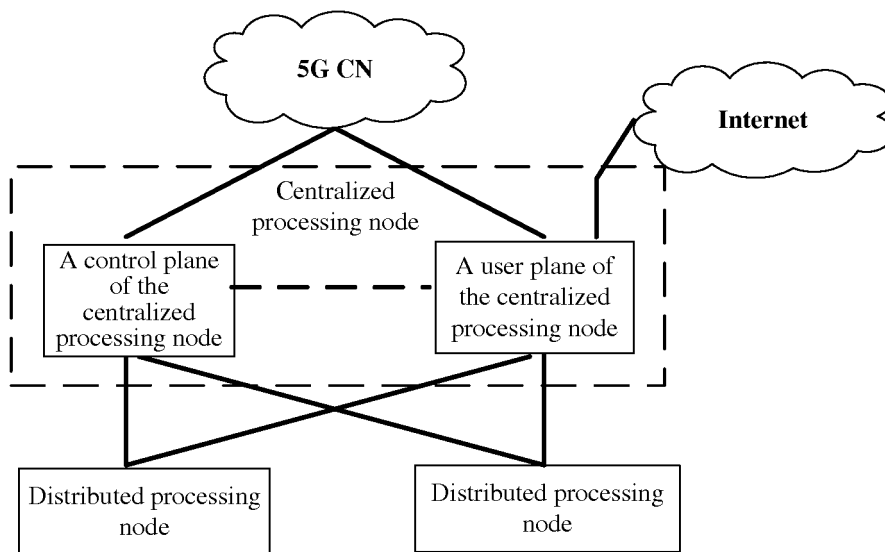 5G CN
Internet
Centralized
processing node
A control plane
of the
centralized
processing node
A user plane of
the centralized
processing node
Distributed processing
node
Distributed processing
node